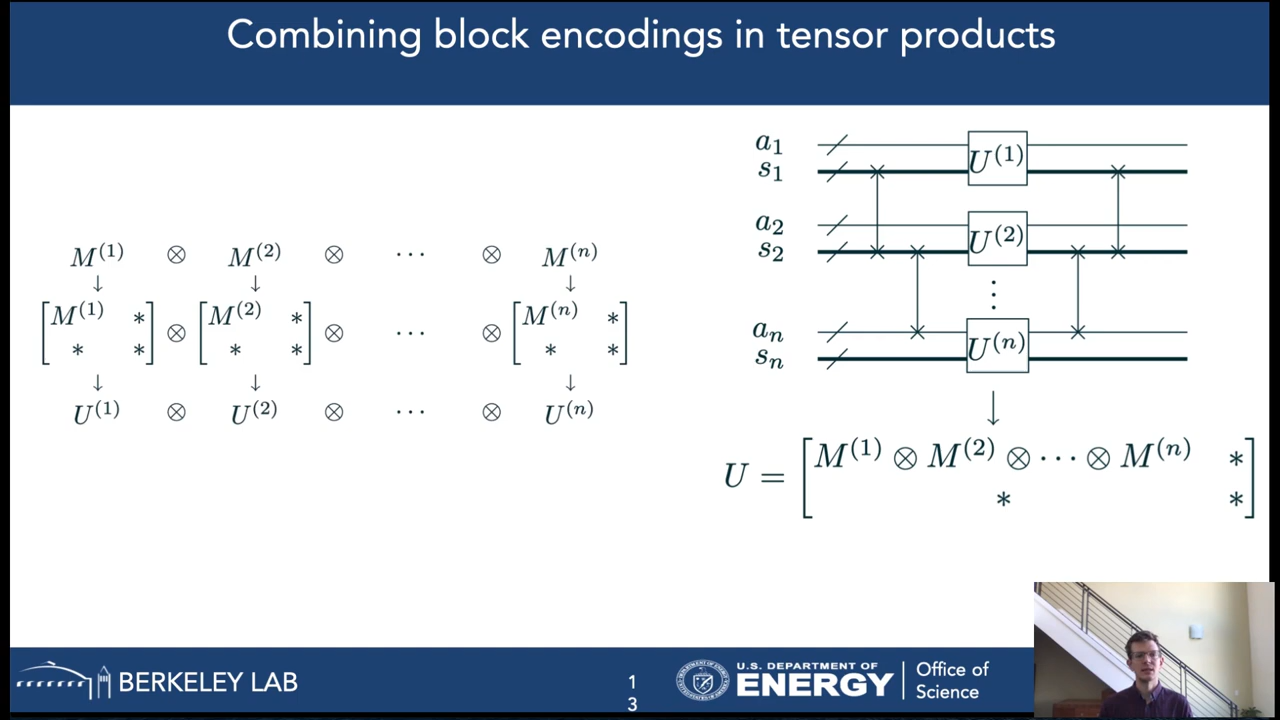 Combining block encodings in tensor products
M⁽¹⁾ ⊗ M⁽²⁾ ⊗ ⋯ ⊗ M⁽ⁿ⁾
↓ ↓ ↓
[M⁽¹⁾ * * *] ⊗ [M⁽²⁾ * * *] ⊗ ⋯ ⊗ [M⁽ⁿ⁾ * * *]
↓ ↓ ↓
U⁽¹⁾ ⊗ U⁽²⁾ ⊗ ⋯ ⊗ U⁽ⁿ⁾
a₁
s₁
U⁽¹⁾
a₂
s₂
U⁽²⁾
⋮
aₙ
sₙ
U⁽ⁿ⁾
↓
U = [M⁽¹⁾ ⊗ M⁽²⁾ ⊗ ⋯ ⊗ M⁽ⁿ⁾ *
* *]
BERKELEY LAB
1
3
U.S. DEPARTMENT OF
ENERGY
Office of
Science